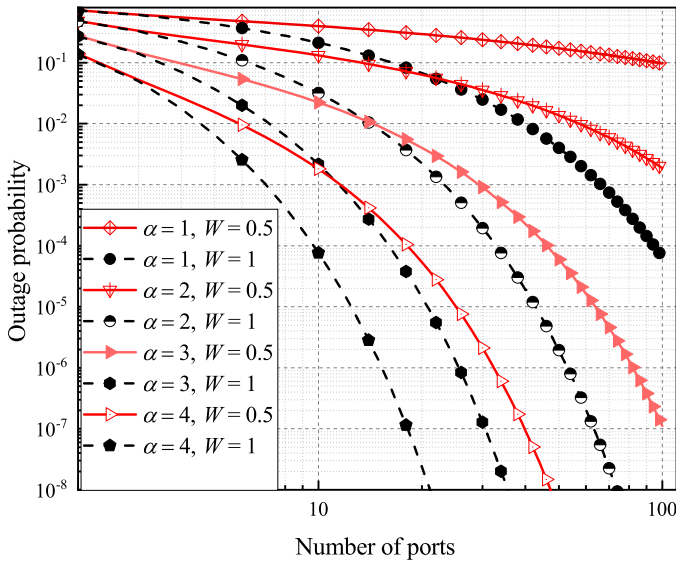 Outage probability
10⁻¹
10⁻²
10⁻³
10⁻⁴
10⁻⁵
10⁻⁶
10⁻⁷
10⁻⁸
α = 1, W = 0.5
α = 1, W = 1
α = 2, W = 0.5
α = 2, W = 1
α = 3, W = 0.5
α = 3, W = 1
α = 4, W = 0.5
α = 4, W = 1
10 100
Number of ports